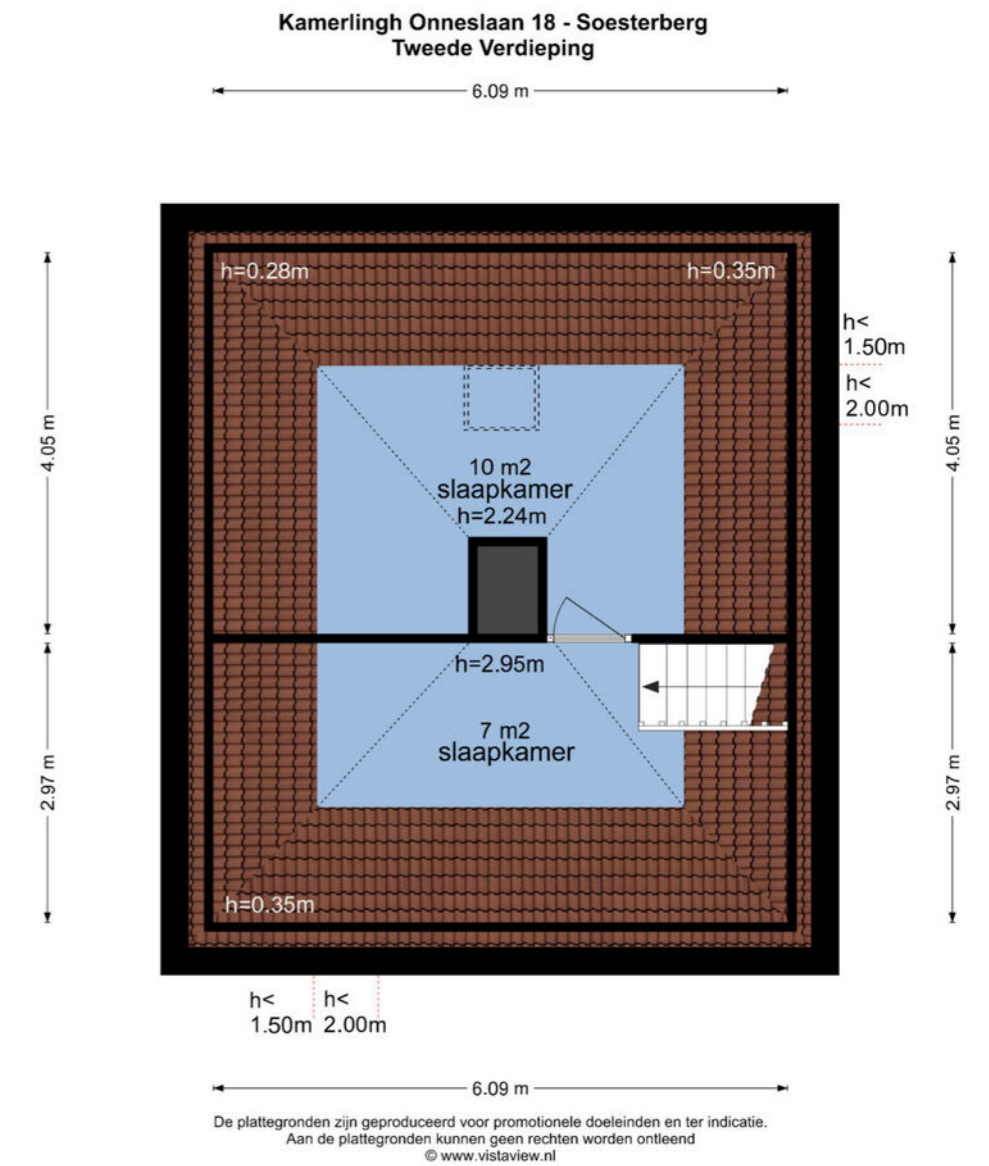 Kamerlingh Onneslaan 18 - Soesterberg
Tweede Verdieping
6.09 m
h=0.28m
h=0.35m
h<
1.50m
h<
2.00m
4.05 m
4.05 m
10 m2
slaapkamer
h=2.24m
h=2.95m
7 m2
slaapkamer
2.97 m
2.97 m
h=0.35m
h<
1.50m
h<
2.00m
6.09 m
De plattegronden zijn geproduceerd voor promotionele doeleinden en ter indicatie.
Aan de plattegronden kunnen geen rechten worden ontleend
© www.vistaview.nl